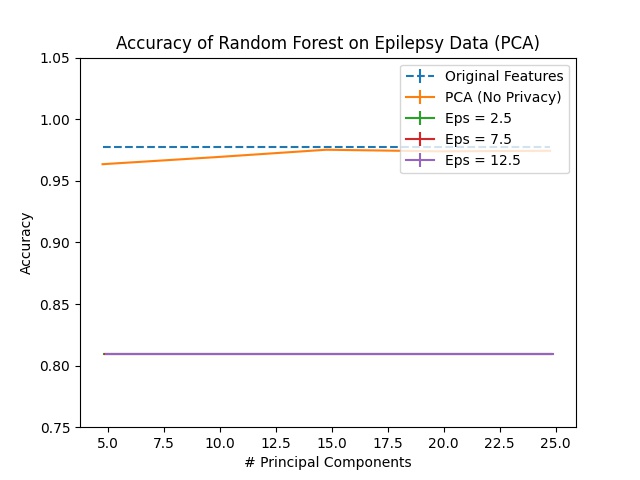 Accuracy of Random Forest on Epilepsy Data (PCA)
1.05
1.00
0.95
0.90
0.85
0.80
0.75
Accuracy
Original Features
PCA (No Privacy)
Eps = 2.5
Eps = 7.5
Eps = 12.5
5.0 7.5 10.0 12.5 15.0 17.5 20.0 22.5 25.0
# Principal Components